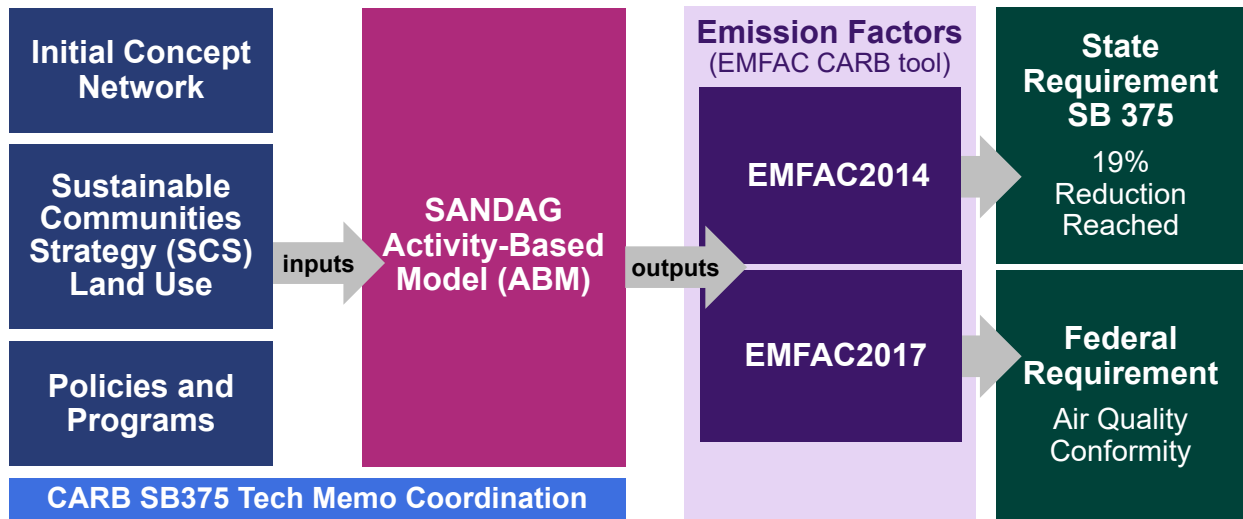 Initial Concept
Network
Sustainable
Communities
Strategy (SCS)
Land Use
Policies and
Programs
inputs
SANDAG
Activity-Based
Model (ABM)
CARB SB375 Tech Memo Coordination
outputs
Emission Factors
(EMFAC CARB tool)
EMFAC2014
EMFAC2017
State
Requirement
SB 375
19%
Reduction
Reached
Federal
Requirement
Air Quality
Conformity